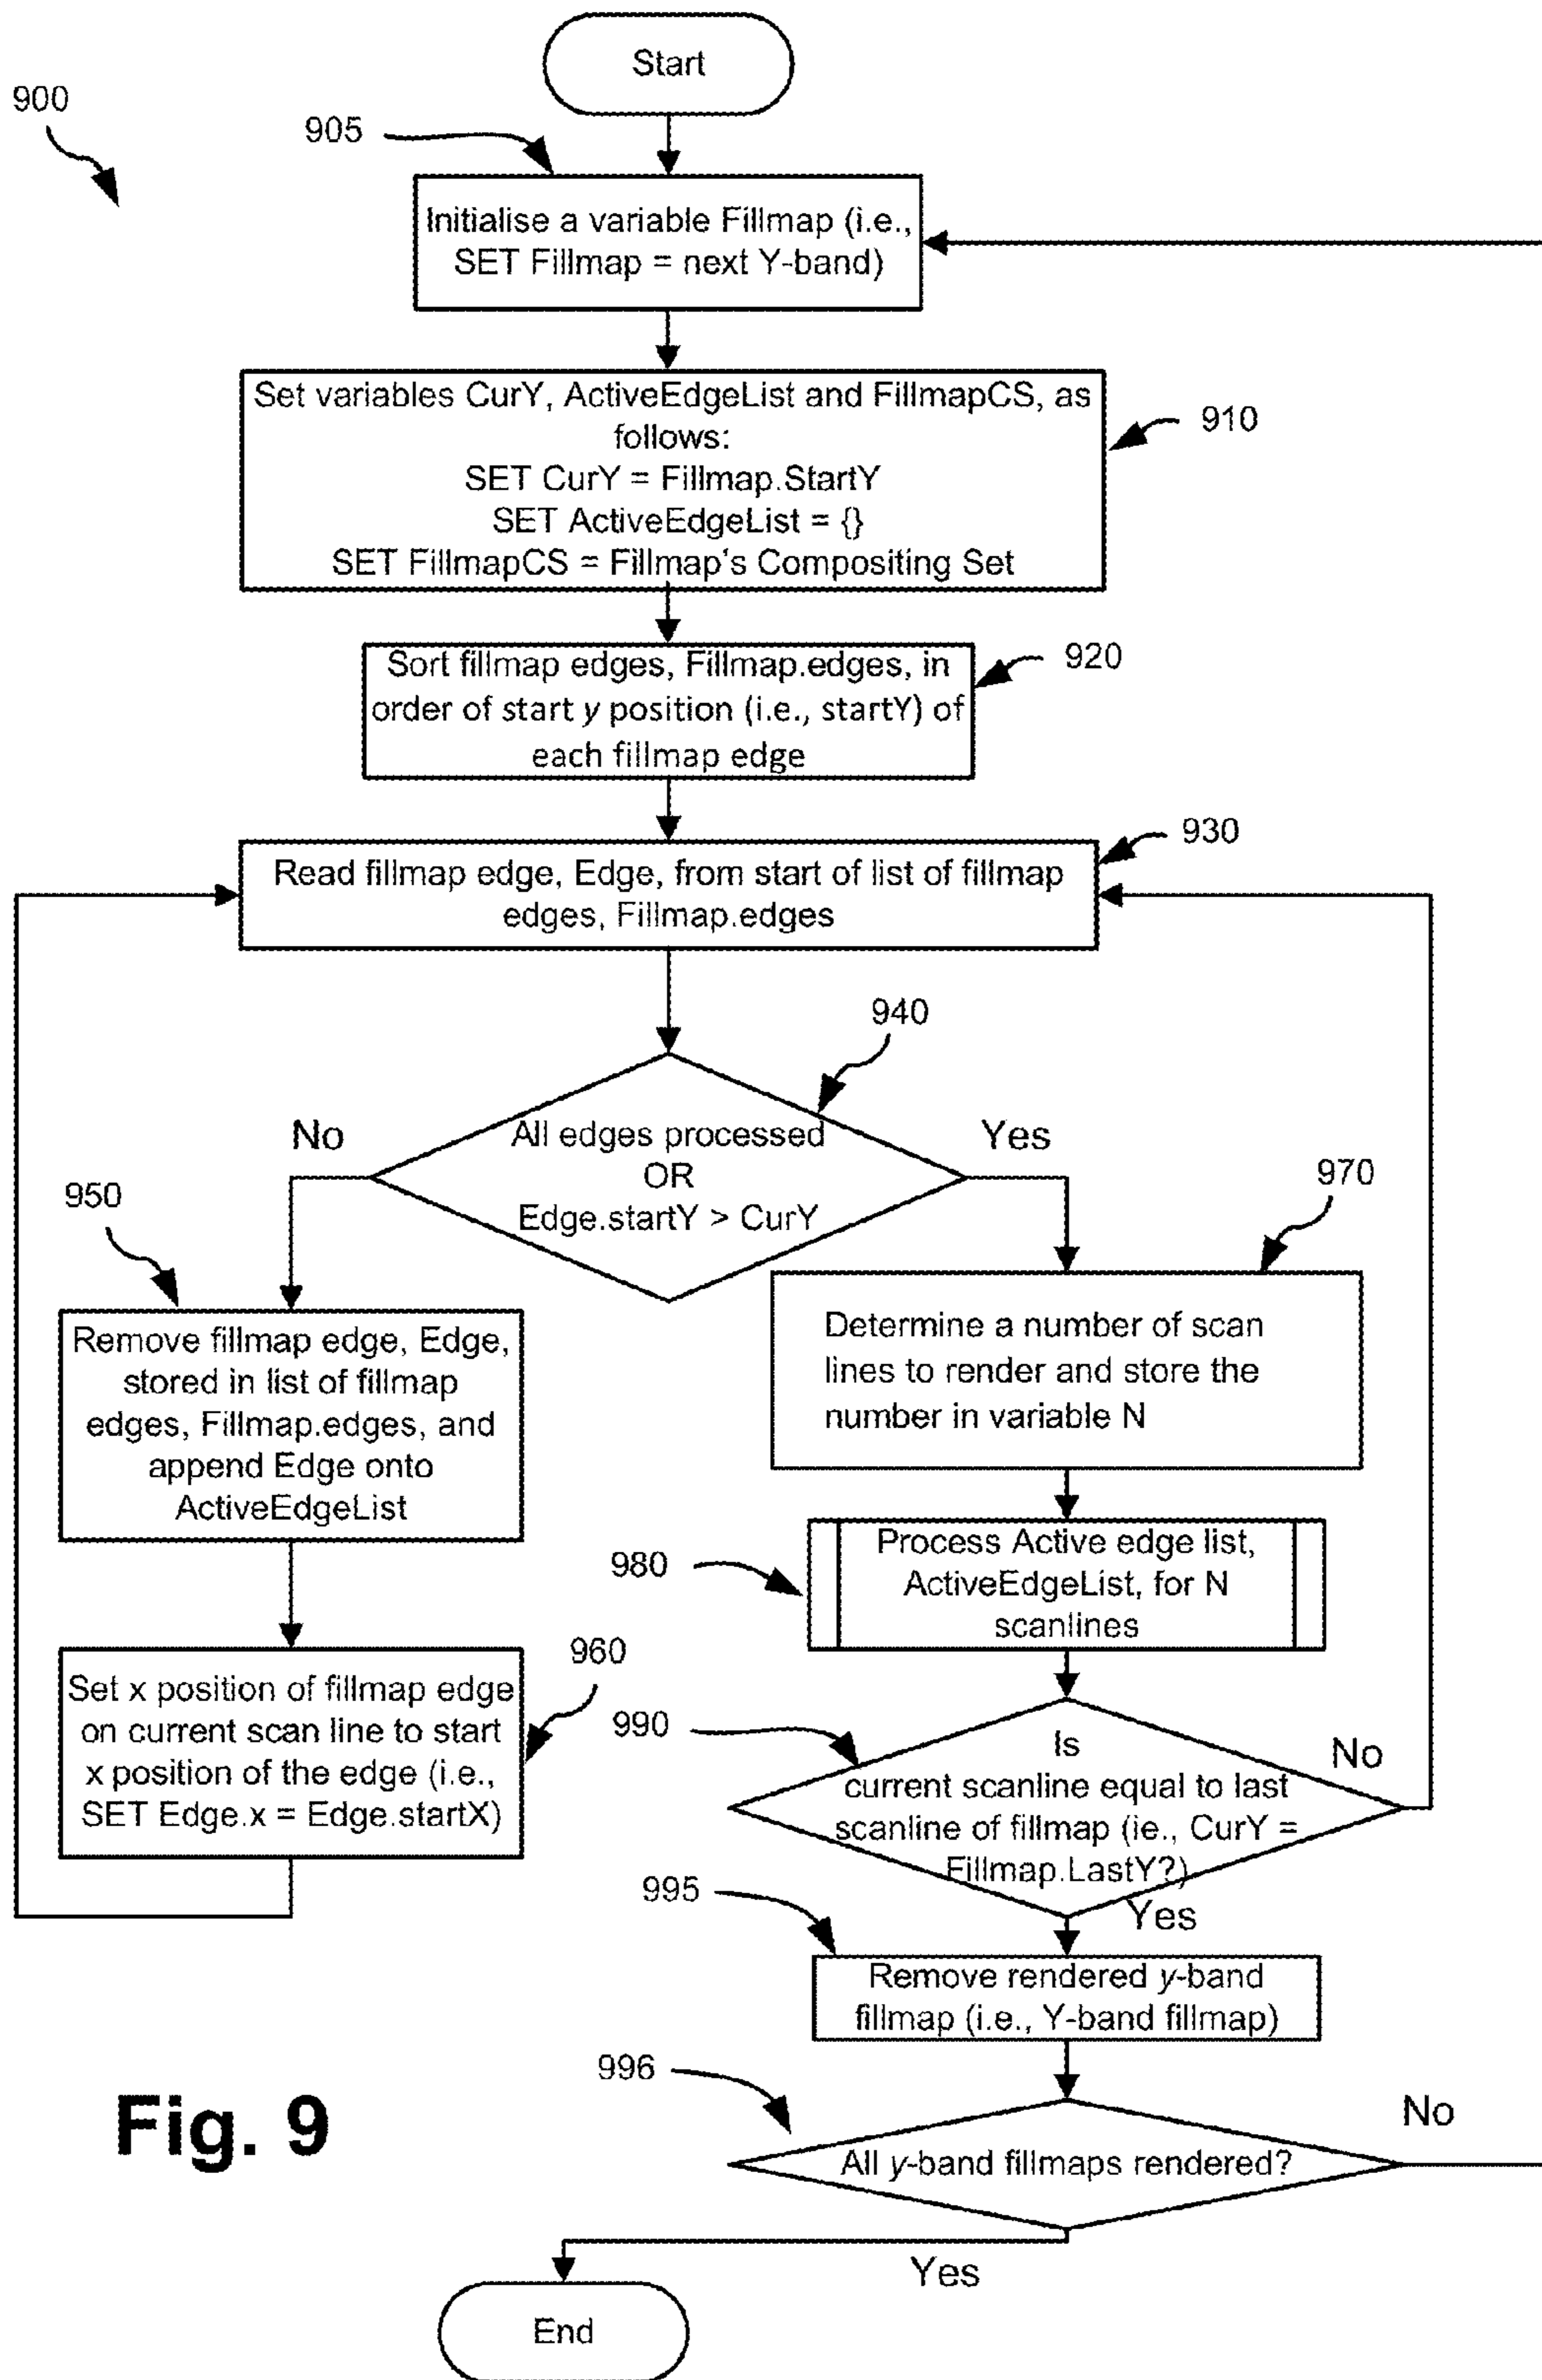 Start
900
905
Initialise a variable Fillmap (i.e.,
SET Fillmap = next Y-band)
Set variables CurY, ActiveEdgeList and FillmapCS, as
follows:
SET CurY = Fillmap.StartY
SET ActiveEdgeList = {}
SET FillmapCS = Fillmap's Compositing Set
910
Sort fillmap edges, Fillmap.edges, in
order of start y position (i.e., startY) of
each fillmap edge
920
930
Read fillmap edge, Edge, from start of list of fillmap
edges, Fillmap.edges
940
No
All edges processed
OR
Edge.startY > CurY
Yes
950
970
Remove fillmap edge, Edge,
stored in list of fillmap
edges, Fillmap.edges, and
append Edge onto
ActiveEdgeList
Determine a number of scan
lines to render and store the
number in variable N
980
Process Active edge list,
ActiveEdgeList, for N
scanlines
960
Set x position of fillmap edge
on current scan line to start
x position of the edge (i.e.,
SET Edge.x = Edge.startX)
990
Is
current scanline equal to last
scanline of fillmap (ie., CurY =
Fillmap.LastY?)
No
Yes
995
Remove rendered y-band
fillmap (i.e., Y-band fillmap)
996
All y-band fillmaps rendered?
No
Yes
End
Fig. 9